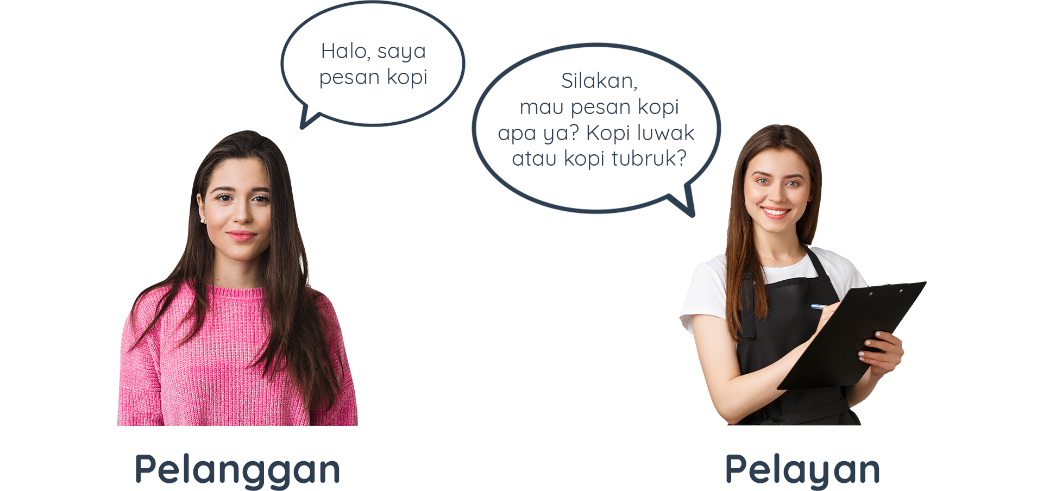 Halo, saya
pesan kopi
Silakan,
mau pesan kopi
apa ya? Kopi luwak
atau kopi tubruk?
Pelanggan
Pelayan